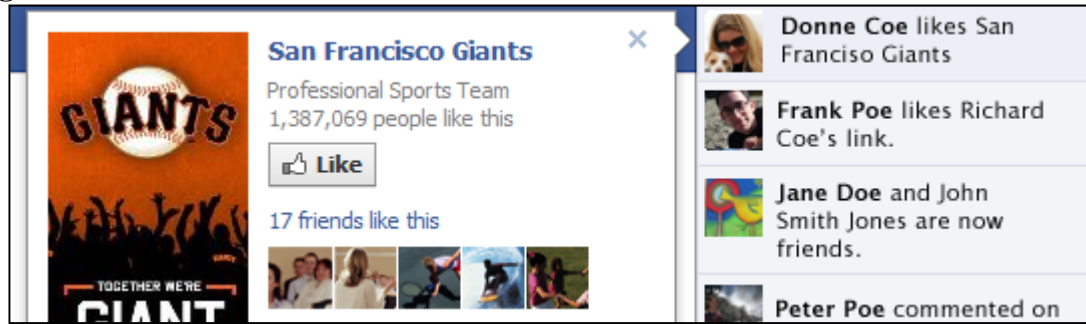 San Francisco Giants
Professional Sports Team
1,387,069 people like this
Like
17 friends like this
GIANTS
TOGETHER WE'RE
GIANT
Donne Coe likes San
Franciso Giants
Frank Poe likes Richard
Coe's link.
Jane Doe and John
Smith Jones are now
friends.
Peter Poe commented on